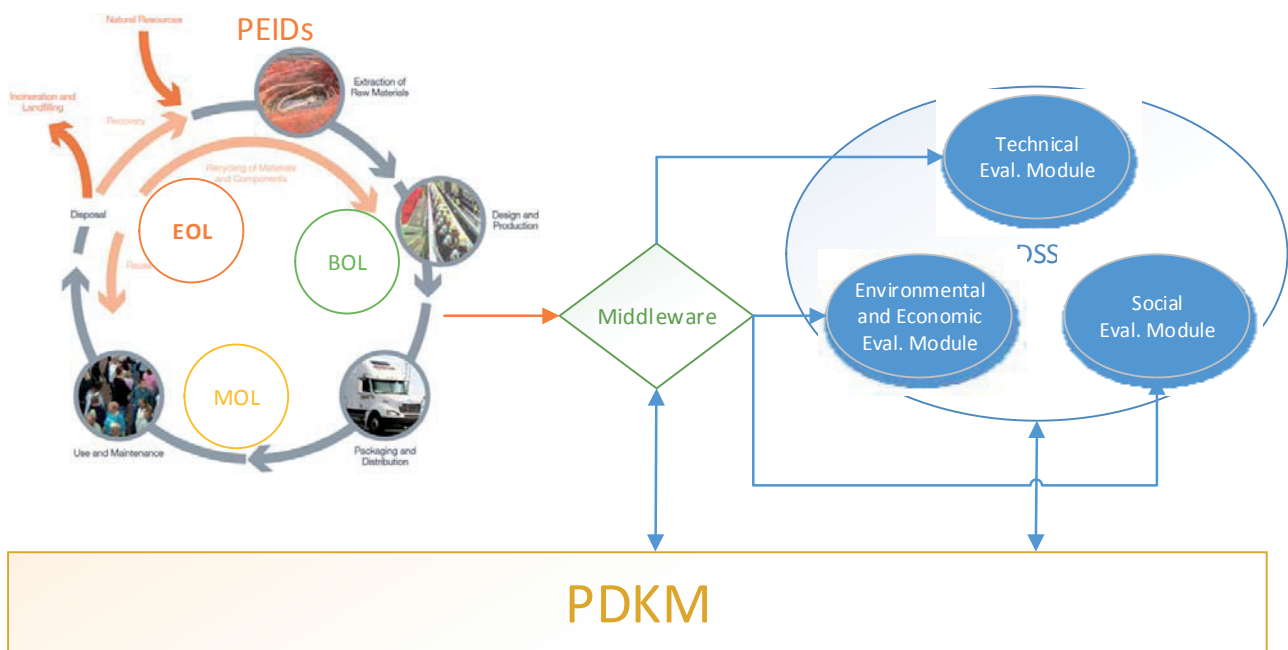 Natural Resources
PEIDs
Extraction of
Raw Materials
Incineration and
Landfilling
Recovery
Recycling of Materials
and Components
Disposal
EOL
BOL
Design and
Production
Reuse
MOL
Use and Maintenance
Packaging and
Distribution
Middleware
Technical
Eval. Module
DSS
Environmental
and Economic
Eval. Module
Social
Eval. Module
PDKM